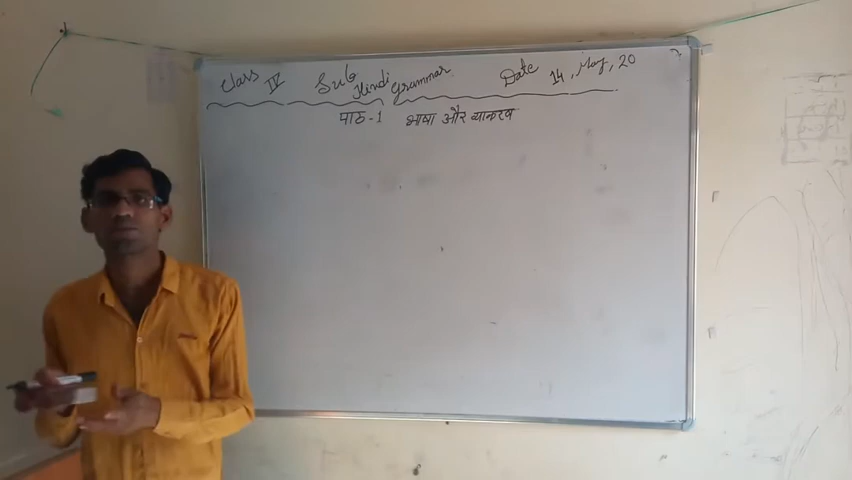 Class IV Sub Hindi Grammar Date 14, May, 20
पाठ-1 भाषा और व्याकरण